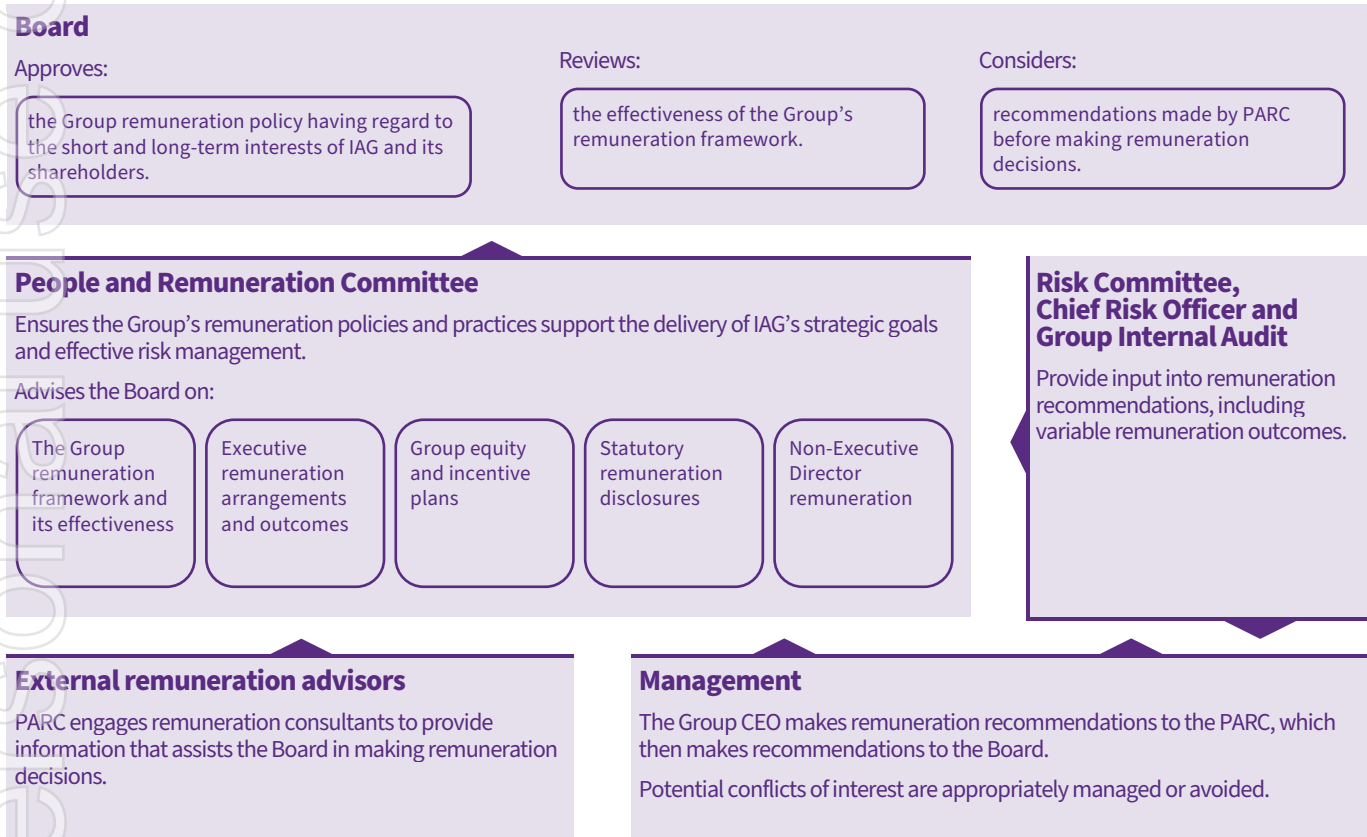 Board
Approves:
the Group remuneration policy having regard to
the short and long-term interests of IAG and its
shareholders.
Reviews:
the effectiveness of the Group’s
remuneration framework.
Considers:
recommendations made by PARC
before making remuneration
decisions.
People and Remuneration Committee
Ensures the Group’s remuneration policies and practices support the delivery of IAG’s strategic goals
and effective risk management.
Advises the Board on:
The Group
remuneration
framework and
its effectiveness
Executive
remuneration
arrangements
and outcomes
Group equity
and incentive
plans
Statutory
remuneration
disclosures
Non-Executive
Director
remuneration
Risk Committee,
Chief Risk Officer and
Group Internal Audit
Provide input into remuneration
recommendations, including
variable remuneration outcomes.
External remuneration advisors
PARC engages remuneration consultants to provide
information that assists the Board in making remuneration
decisions.
Management
The Group CEO makes remuneration recommendations to the PARC, which
then makes recommendations to the Board.
Potential conflicts of interest are appropriately managed or avoided.
ersonal use o